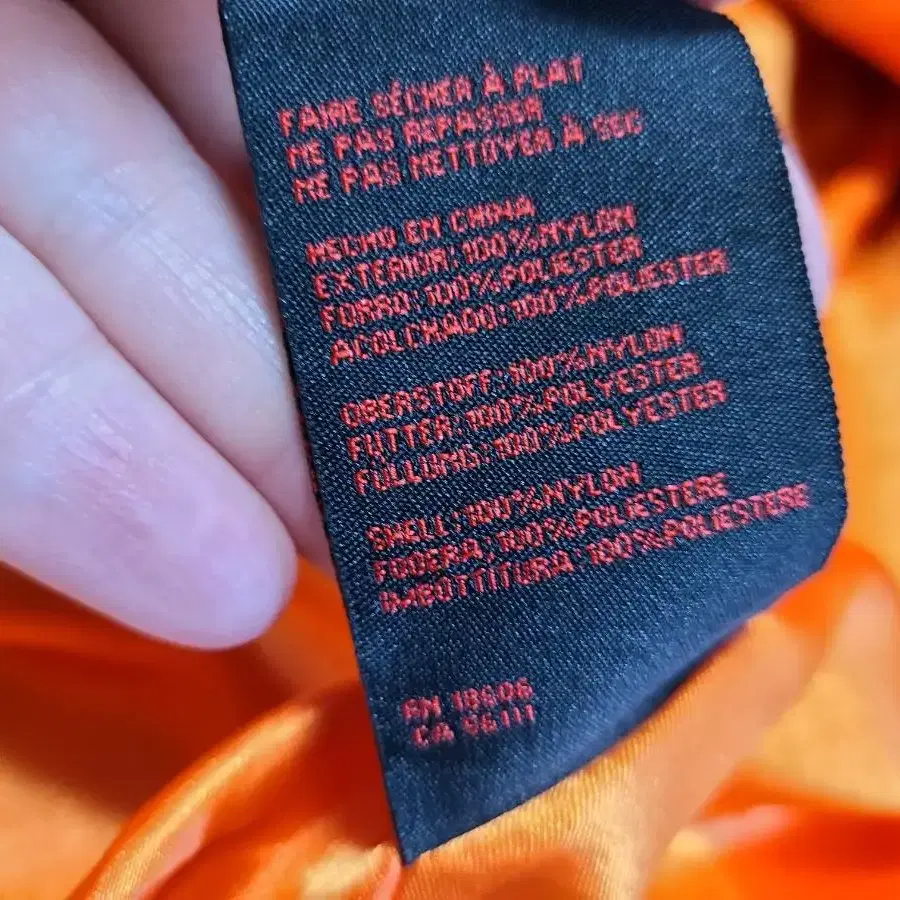 FAIRE SÉCHER À PLAT
NE PAS REPASSER
NE PAS NETTOYER À SEC
HECHO EN CHINA
EXTERIOR: 100%NYLON
FORRO: 100%POLIESTER
ACOLCHADO: 100%POLIESTER
OBERSTOFF: 100%NYLON
FUTTER: 100%POLYESTER
FÜLLUNG: 100%POLYESTER
SHELL: 100%NYLON
FODERA: 100%POLIESTERE
IMBOTTITURA: 100%POLIESTERE
RN 18606
CA 56111